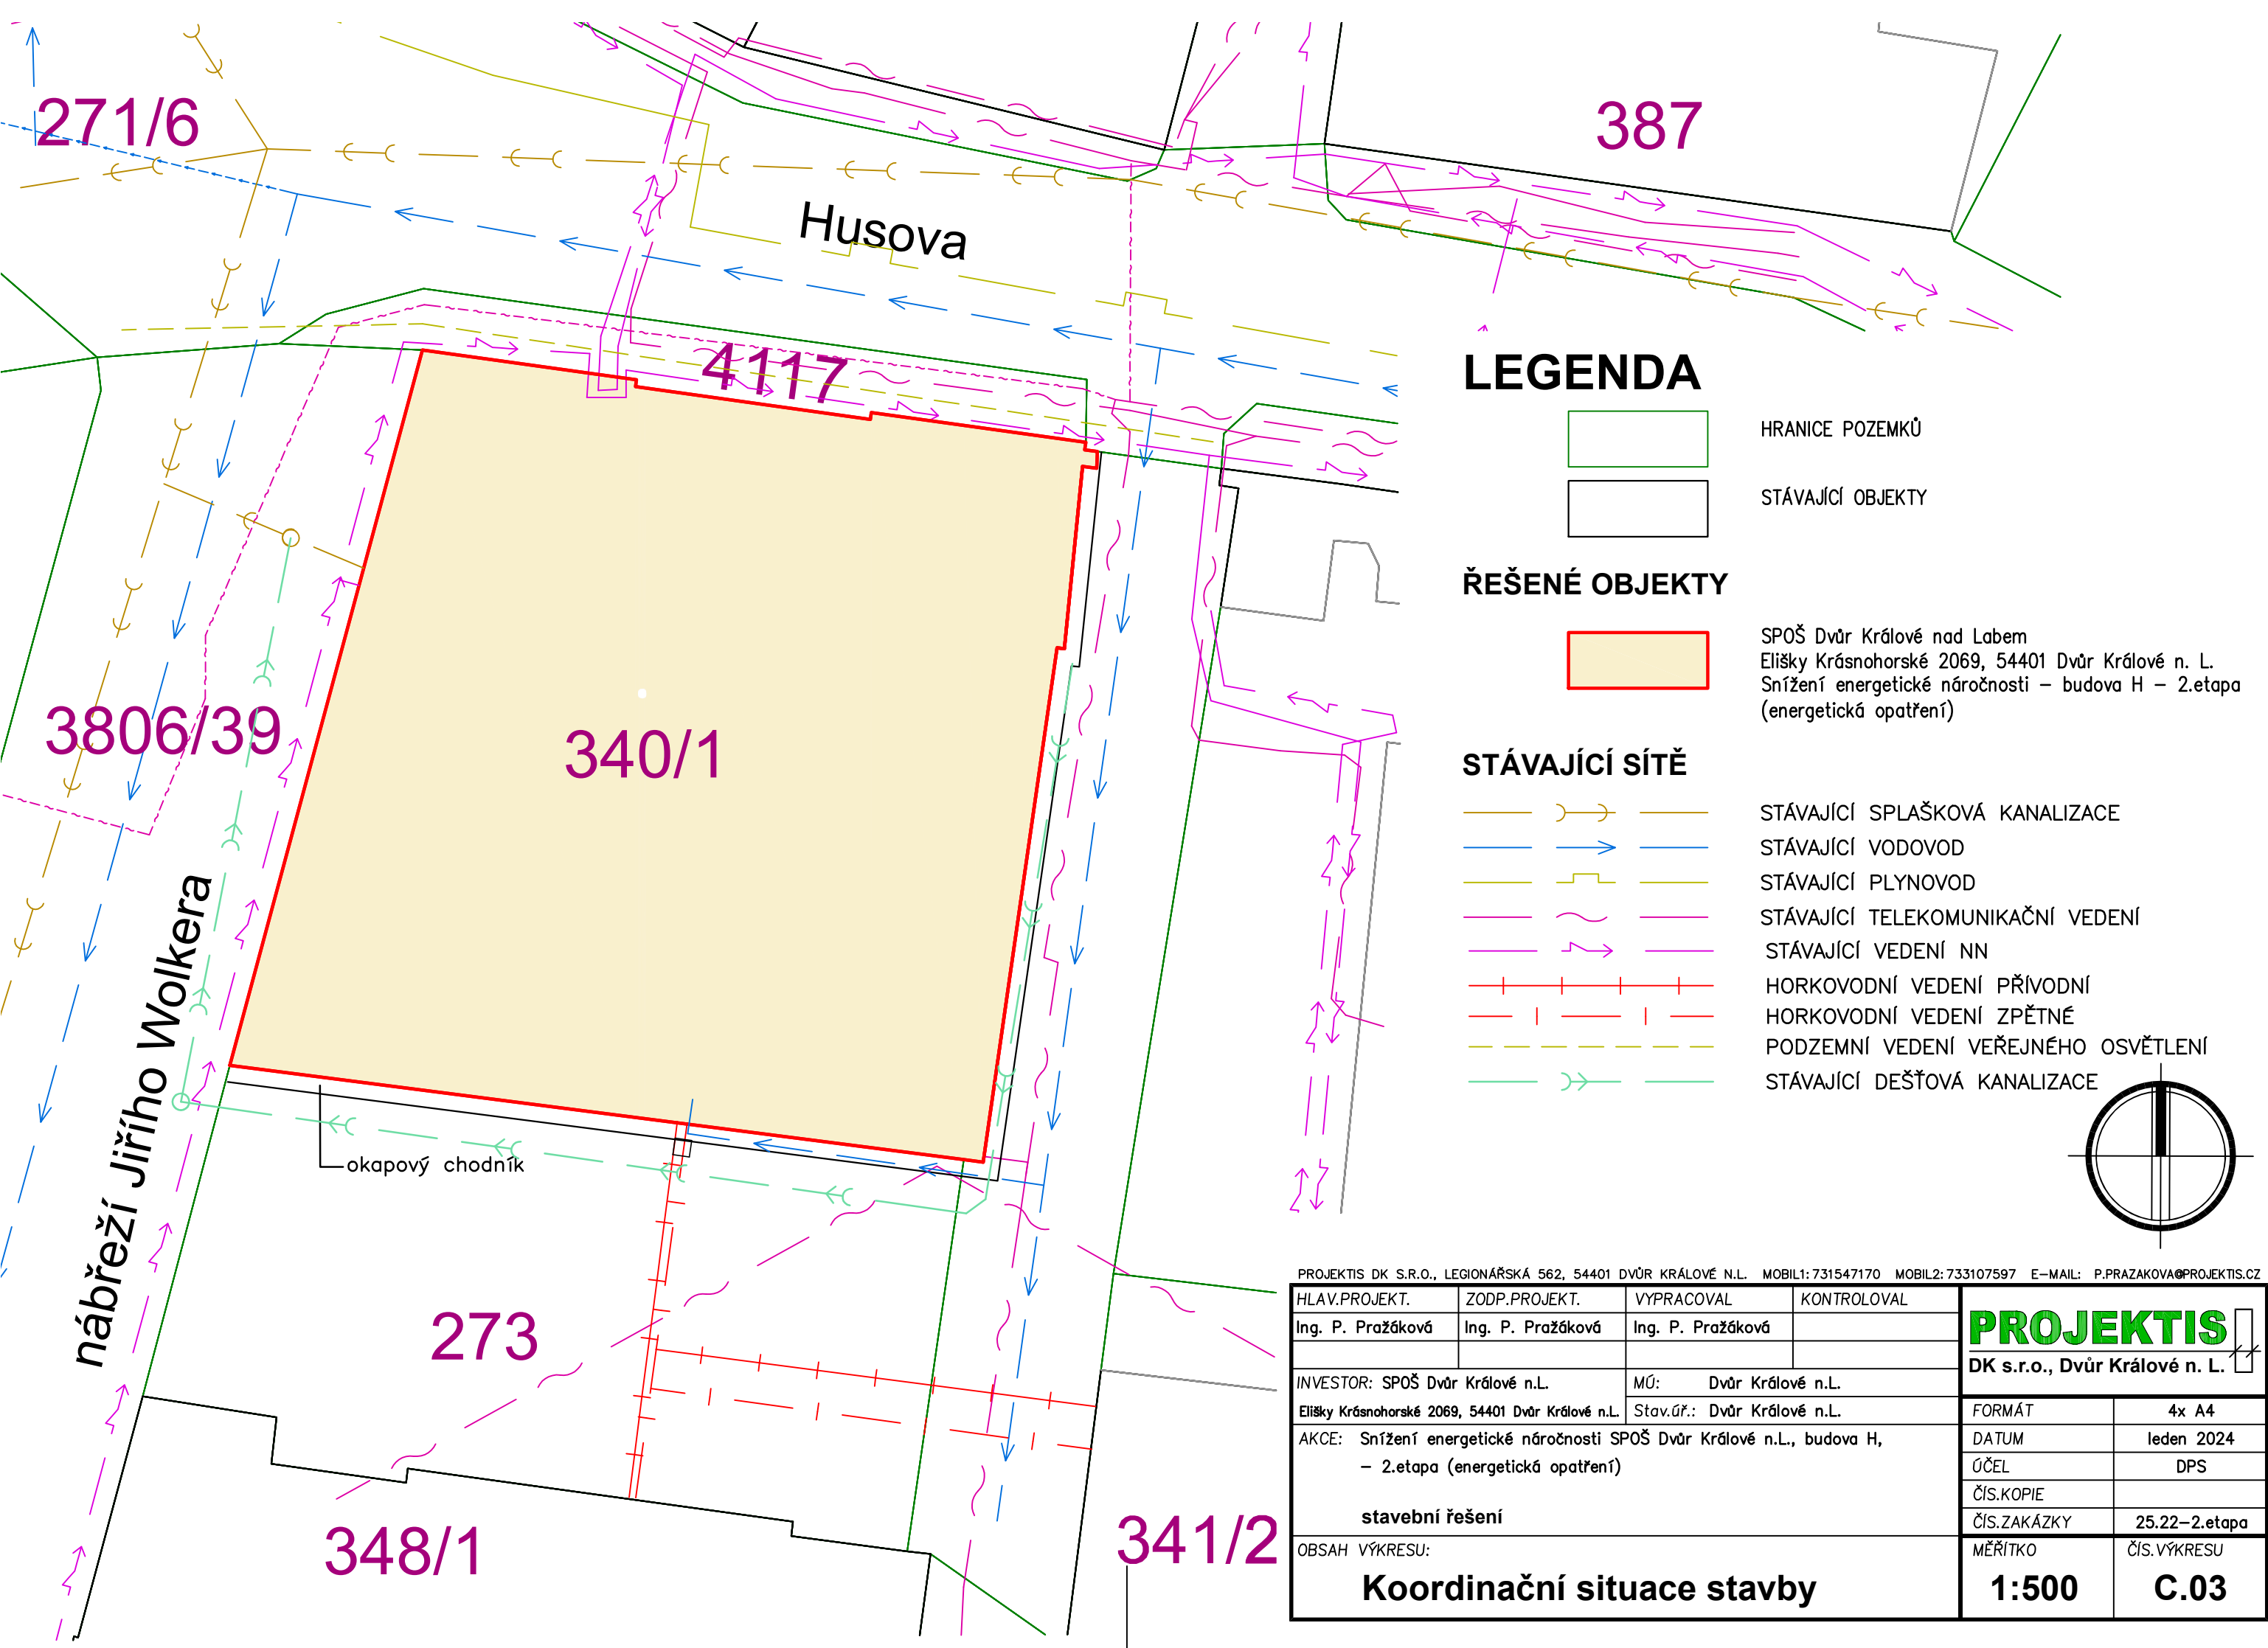 271/6
387
Husova
4117
3806/39
340/1
nábřeží Jiřího Wolkera
okapový chodník
273
348/1
341/2
LEGENDA
HRANICE POZEMKŮ
STÁVAJÍCÍ OBJEKTY
ŘEŠENÉ OBJEKTY
SPOŠ Dvůr Králové nad Labem
Elišky Krásnohorské 2069, 54401 Dvůr Králové n. L.
Snížení energetické náročnosti – budova H – 2.etapa
(energetická opatření)
STÁVAJÍCÍ SÍTĚ
STÁVAJÍCÍ SPLAŠKOVÁ KANALIZACE
STÁVAJÍCÍ VODOVOD
STÁVAJÍCÍ PLYNOVOD
STÁVAJÍCÍ TELEKOMUNIKAČNÍ VEDENÍ
STÁVAJÍCÍ VEDENÍ NN
HORKOVODNÍ VEDENÍ PŘÍVODNÍ
HORKOVODNÍ VEDENÍ ZPĚTNÉ
PODZEMNÍ VEDENÍ VEŘEJNÉHO OSVĚTLENÍ
STÁVAJÍCÍ DEŠŤOVÁ KANALIZACE
PROJEKTIS DK S.R.O., LEGIONÁŘSKÁ 562, 54401 DVŮR KRÁLOVÉ N.L. MOBIL1: 731547170 MOBIL2: 733107597 E–MAIL: P.PRAZAKOVA@PROJEKTIS.CZ
HLAV.PROJEKT. ZODP.PROJEKT. VYPRACOVAL KONTROLOVAL
Ing. P. Pražáková Ing. P. Pražáková Ing. P. Pražáková
PROJEKTIS
DK s.r.o., Dvůr Králové n. L.
INVESTOR: SPOŠ Dvůr Králové n.L. MÚ: Dvůr Králové n.L.
Elišky Krásnohorské 2069, 54401 Dvůr Králové n.L. Stav.úř.: Dvůr Králové n.L.
AKCE: Snížení energetické náročnosti SPOŠ Dvůr Králové n.L., budova H,
– 2.etapa (energetická opatření)
stavební řešení
FORMÁT 4x A4
DATUM leden 2024
ÚČEL DPS
ČÍS.KOPIE
ČÍS.ZAKÁZKY 25.22–2.etapa
OBSAH VÝKRESU:
Koordinační situace stavby
MĚŘÍTKO ČÍS.VÝKRESU
1:500 C.03